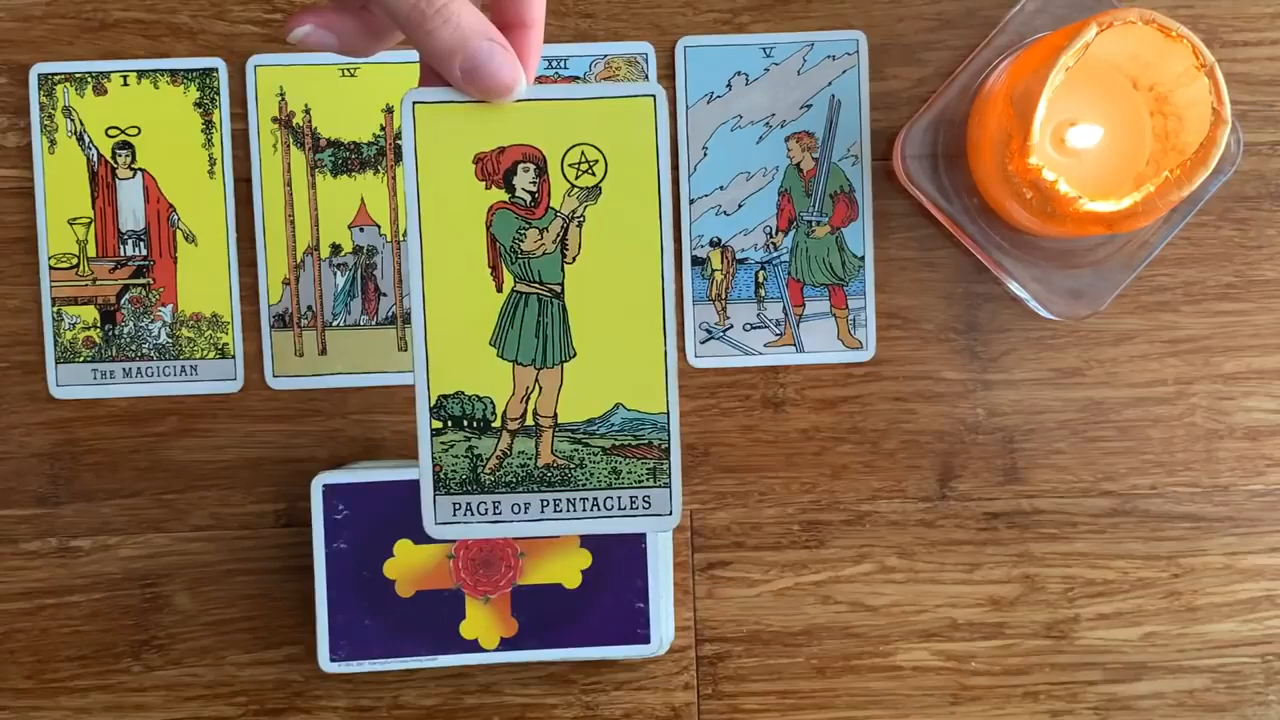 I
IV
XXI
V
THE MAGICIAN
PAGE OF PENTACLES